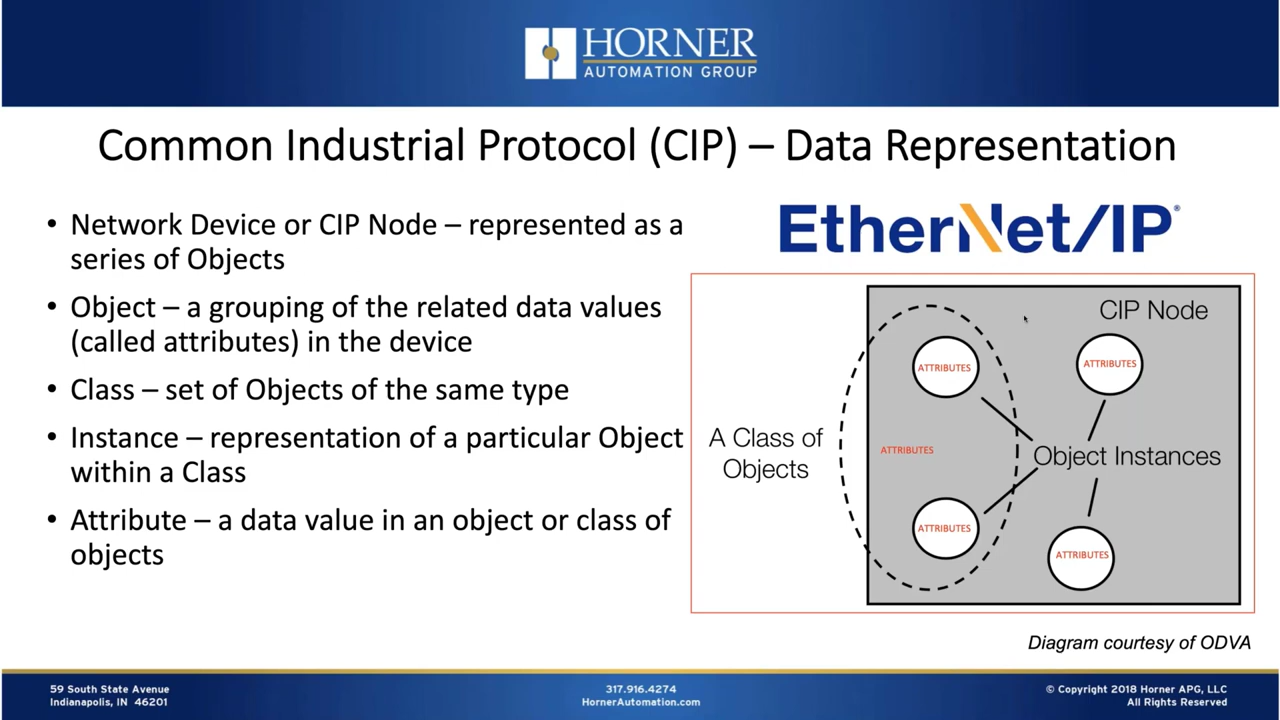 HORNER
AUTOMATION GROUP
Common Industrial Protocol (CIP) – Data Representation
• Network Device or CIP Node – represented as a
series of Objects
• Object – a grouping of the related data values
(called attributes) in the device
• Class – set of Objects of the same type
• Instance – representation of a particular Object
within a Class
• Attribute – a data value in an object or class of
objects
EtherNet/IP®
CIP Node
ATTRIBUTES
ATTRIBUTES
A Class of
Objects
ATTRIBUTES
Object Instances
ATTRIBUTES
ATTRIBUTES
Diagram courtesy of ODVA
59 South State Avenue
Indianapolis, IN 46201
317.916.4274
HornerAutomation.com
© Copyright 2018 Horner APG, LLC
All Rights Reserved